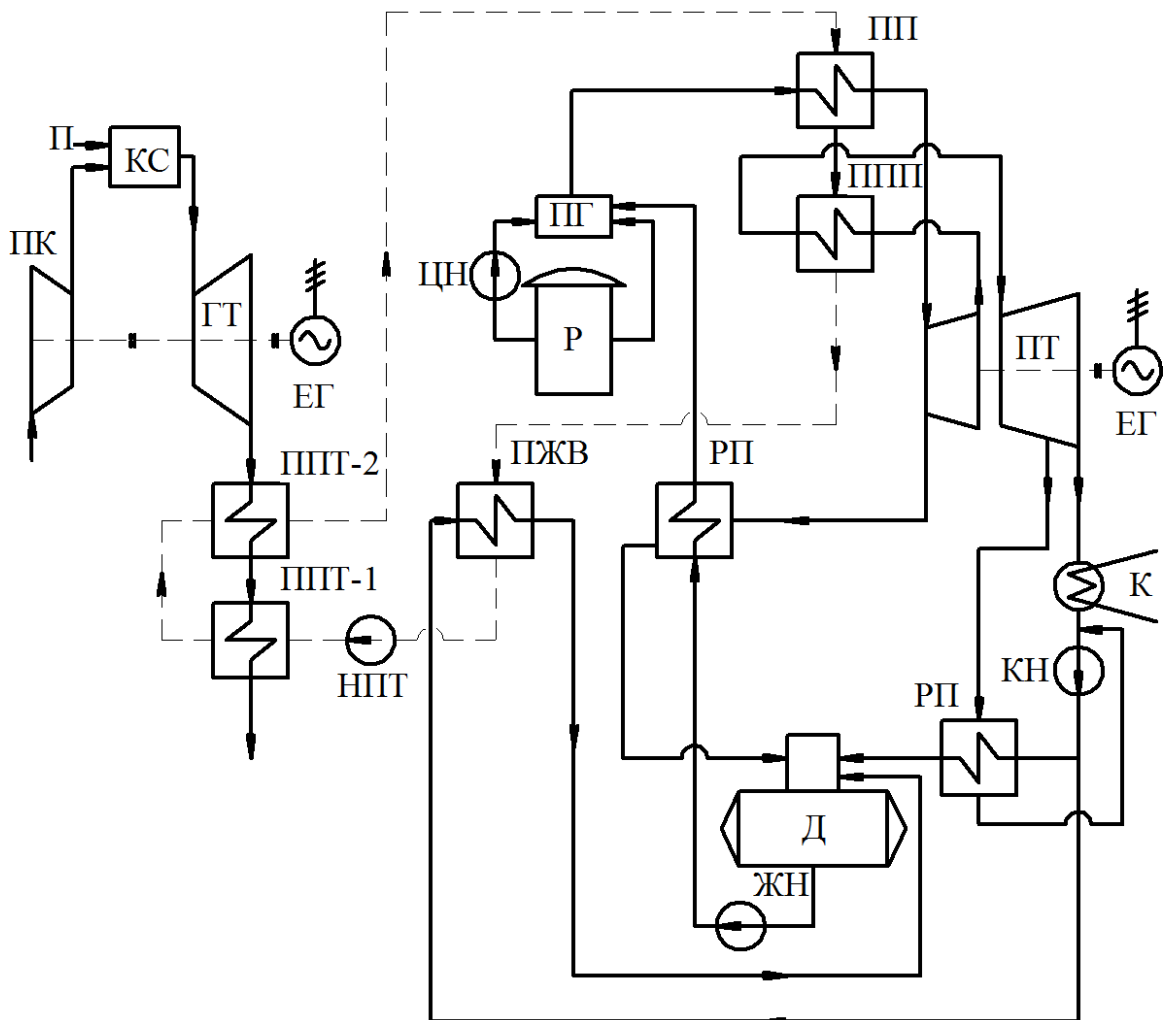 ПП
П
КС
ППП
ПГ
ПК
ЦН
ГТ
Р
ПТ
ЕГ
ЕГ
ППТ-2
ПЖВ
РП
ППТ-1
К
НПТ
КН
РП
Д
ЖН